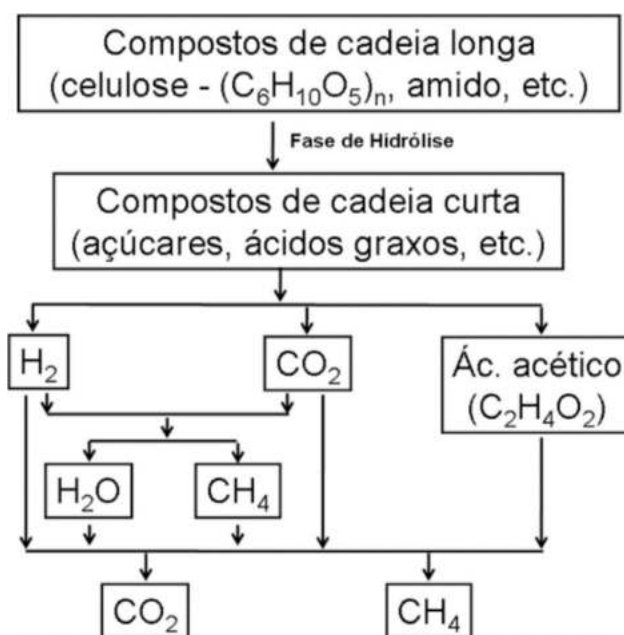 Compostos de cadeia longa
(celulose - (C₆H₁₀O₅)ₙ, amido, etc.)
Fase de Hidrólise
Compostos de cadeia curta
(açúcares, ácidos graxos, etc.)
H₂
CO₂
Ác. acético
(C₂H₄O₂)
H₂O
CH₄
CO₂
CH₄